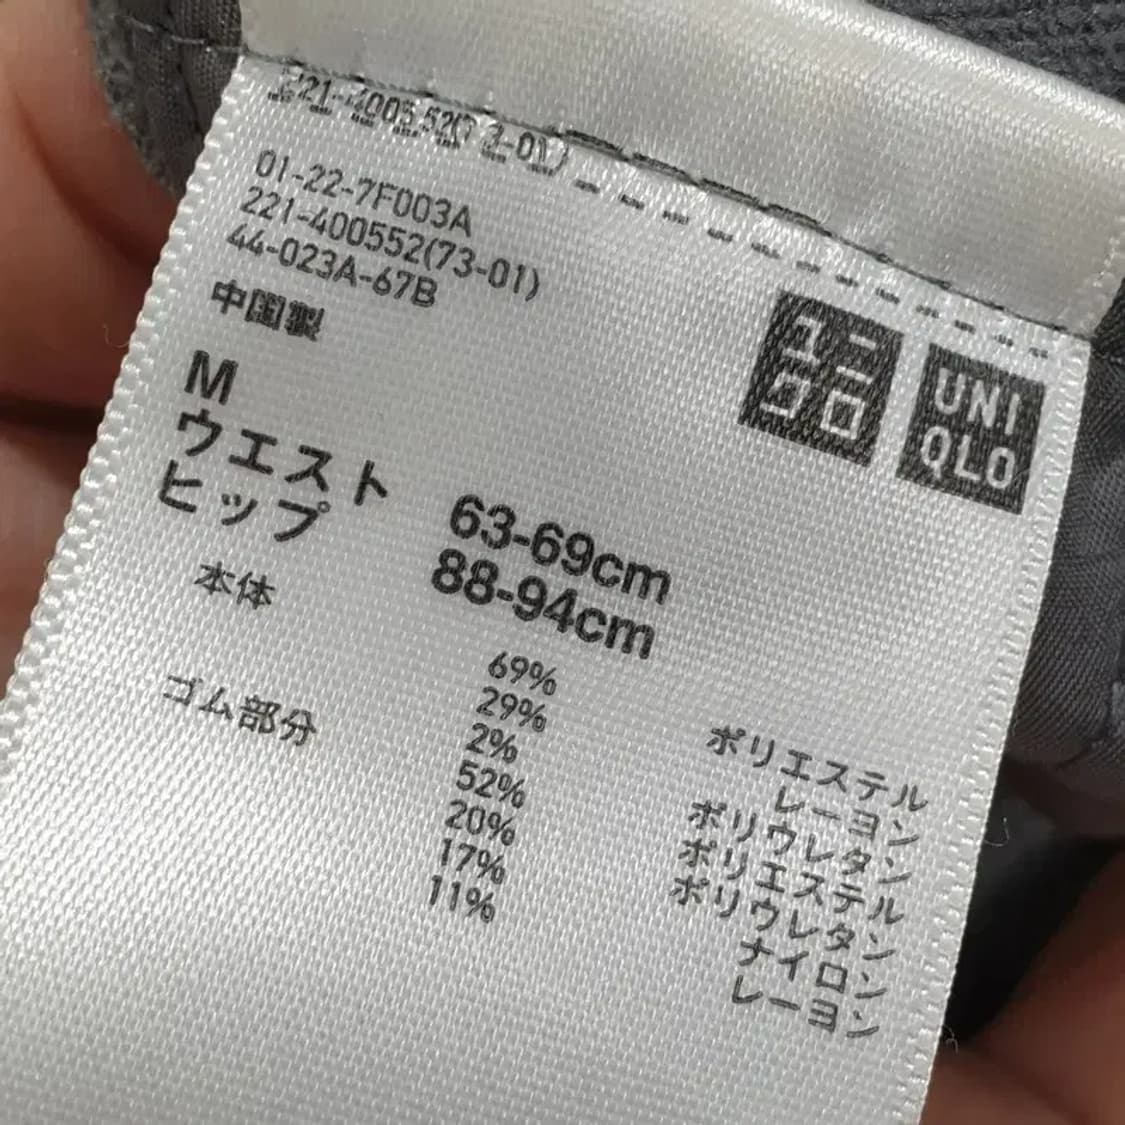 221-400552(73-01)
01-22-7F003A
221-400552(73-01)
44-023A-67B
中国製
ユニ
クロ
UNI
QLO
M
ウエスト 63-69cm
ヒップ 88-94cm
本体 69% ポリエステル
29% レーヨン
2% ポリウレタン
ゴム部分 52% ポリエステル
20% ポリウレタン
17% ナイロン
11% レーヨン